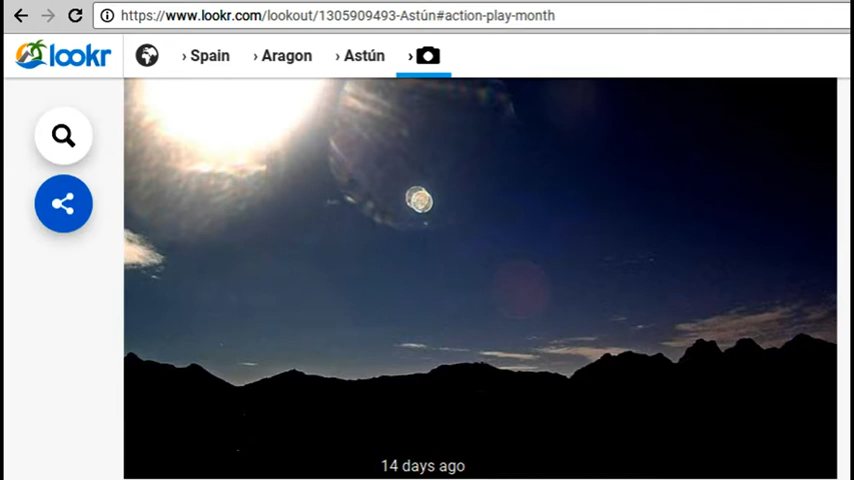 https://www.lookr.com/lookout/1305909493-Astún#action-play-month
lookr
› Spain
› Aragon
› Astún
›
14 days ago